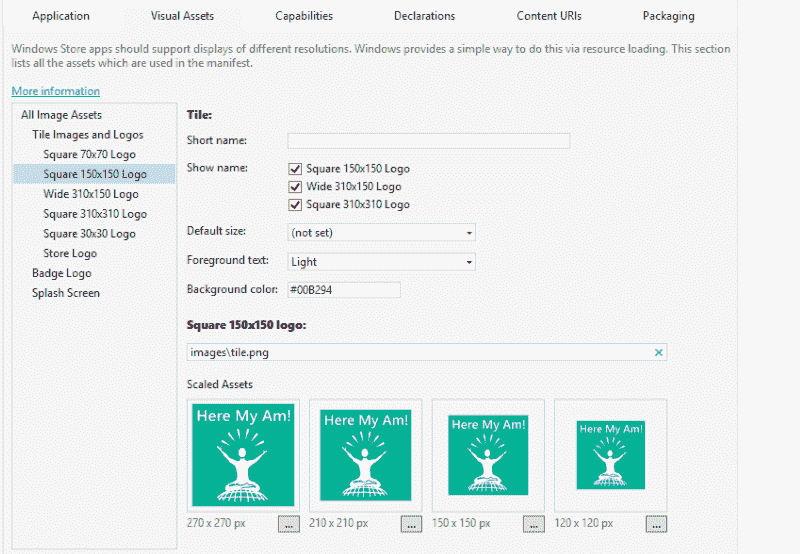 Application Visual Assets Capabilities Declarations Content URIs Packaging
Windows Store apps should support displays of different resolutions. Windows provides a simple way to do this via resource loading. This section
lists all the assets which are used in the manifest.
More information
All Image Assets
Tile Images and Logos
Square 70x70 Logo
Square 150x150 Logo
Wide 310x150 Logo
Square 310x310 Logo
Square 30x30 Logo
Store Logo
Badge Logo
Splash Screen
Tile:
Short name:
Show name: Square 150x150 Logo
Wide 310x150 Logo
Square 310x310 Logo
Default size: (not set)
Foreground text: Light
Background color: #00B294
Square 150x150 logo:
images\tile.png
Scaled Assets
Here My Am! Here My Am! Here My Am! Here My Am!
270 x 270 px ... 210 x 210 px ... 150 x 150 px ... 120 x 120 px ...